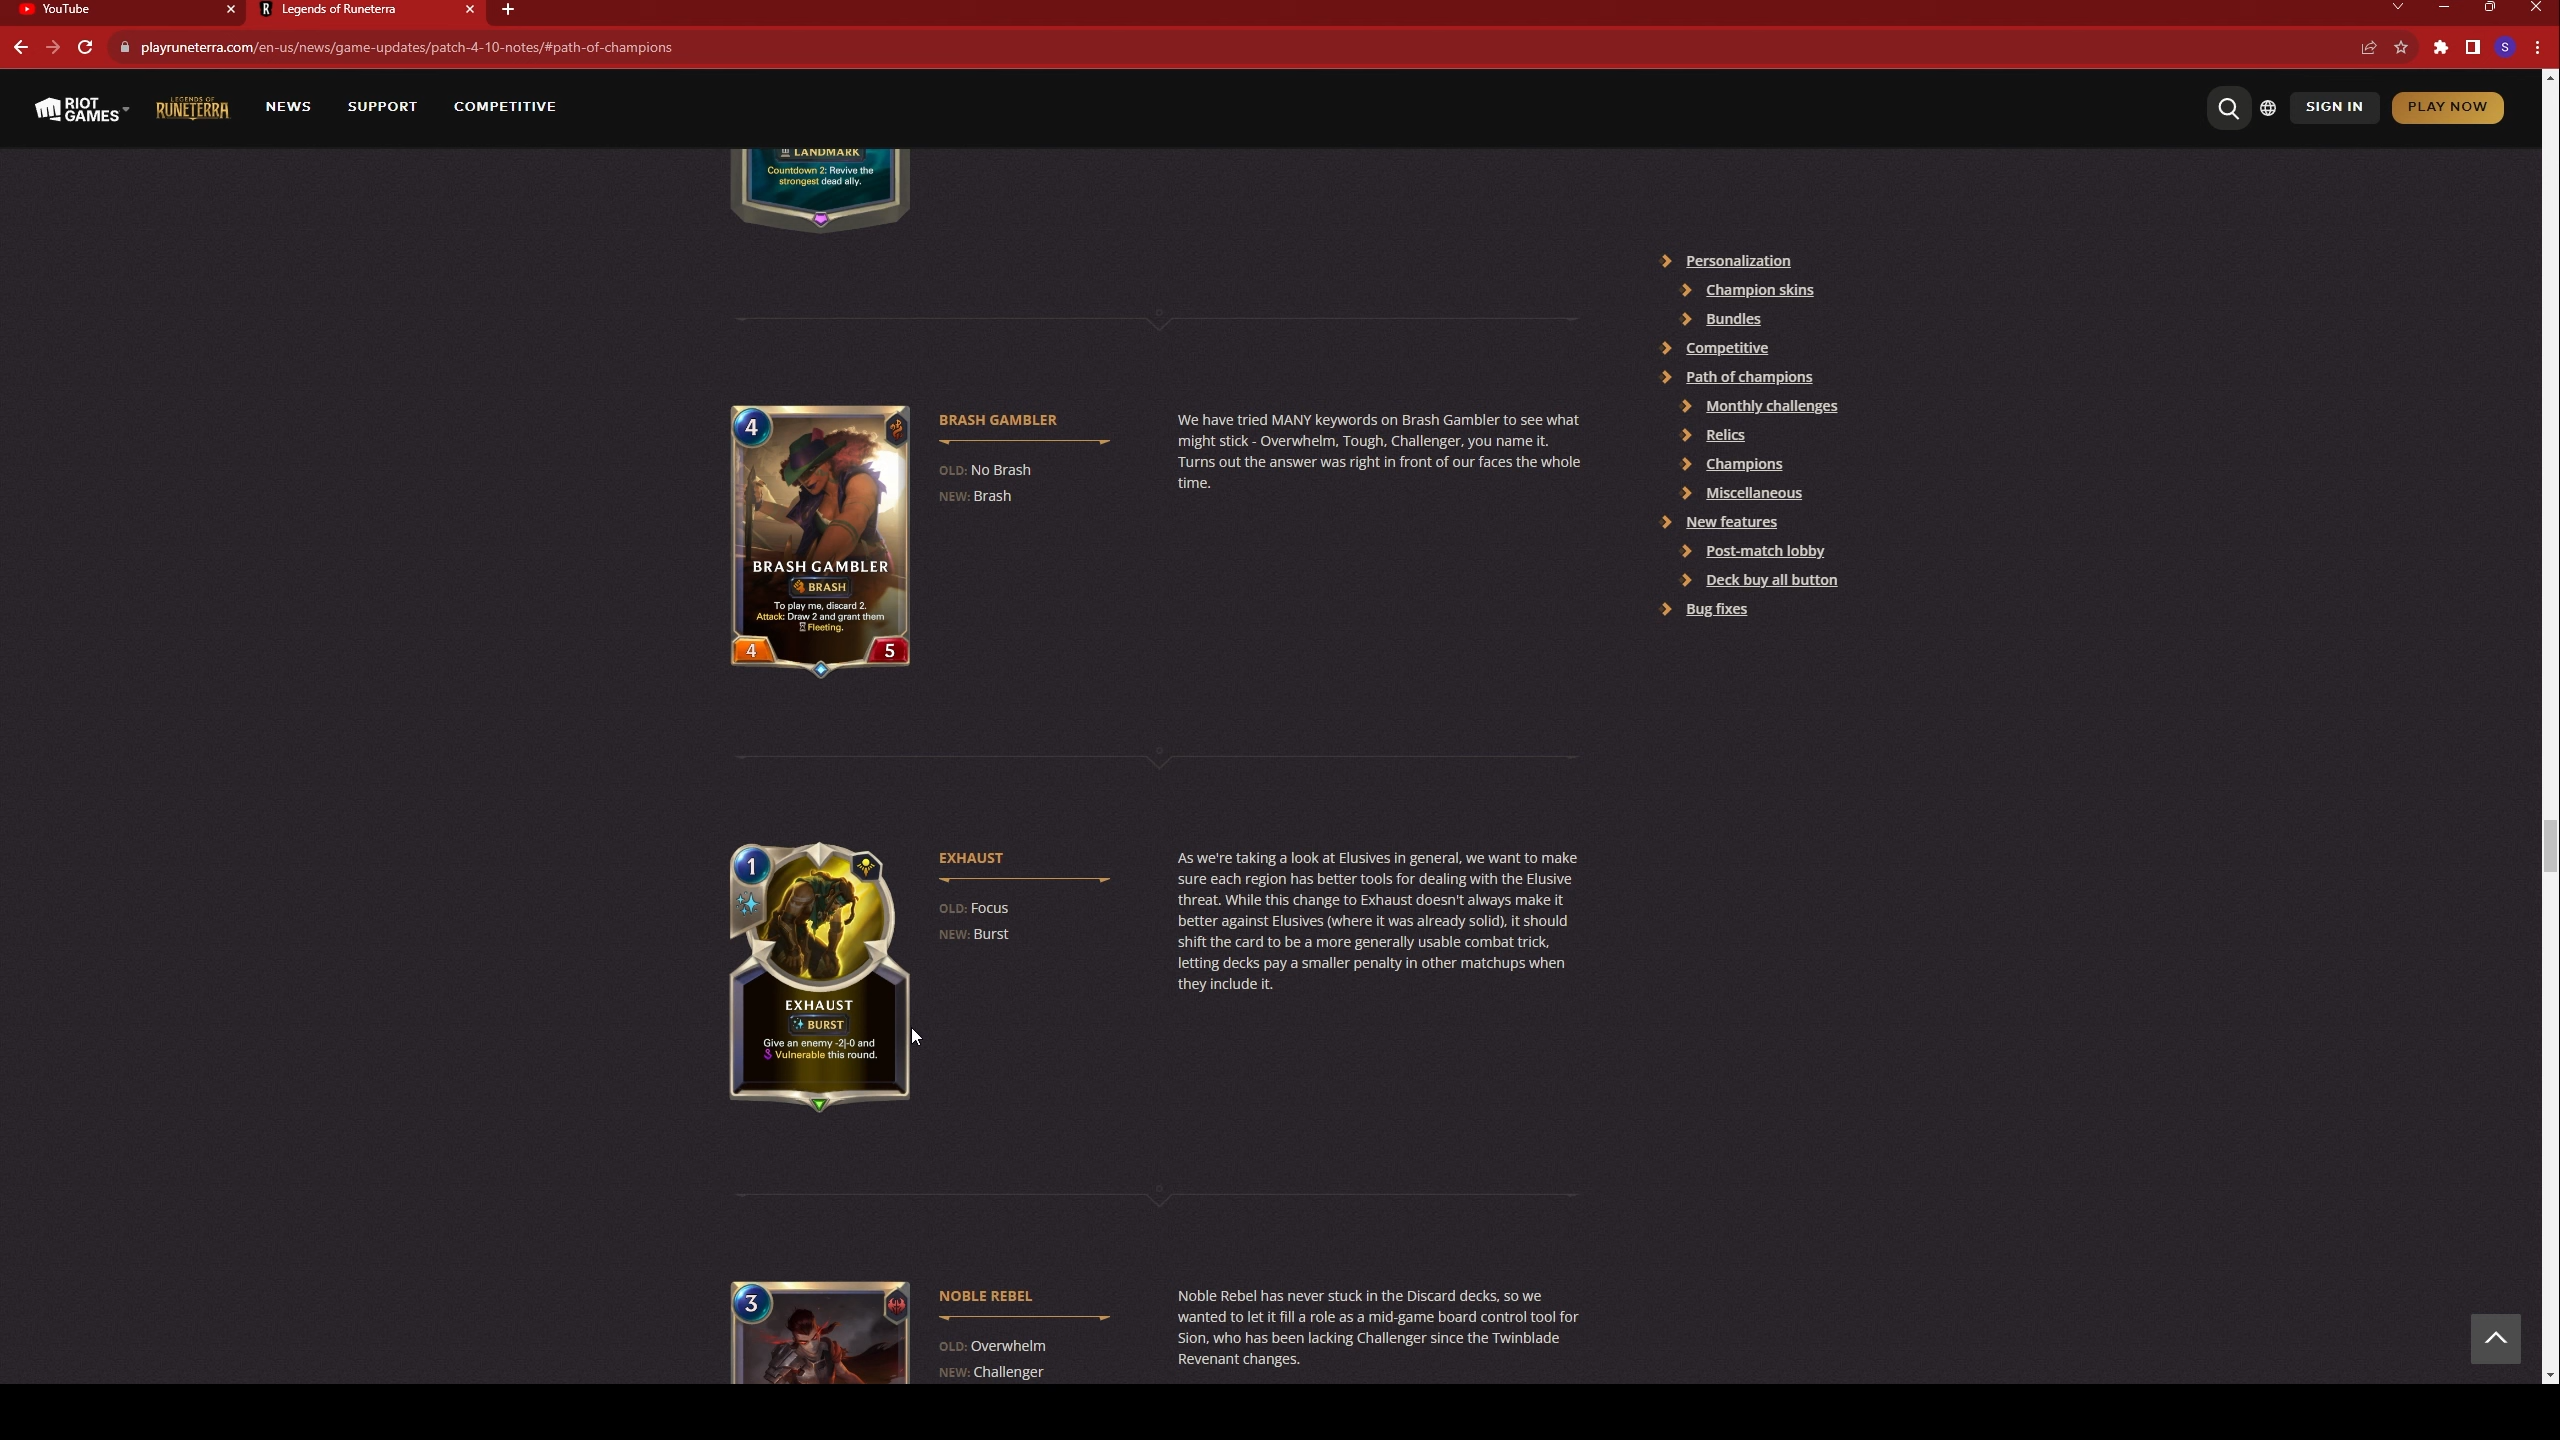 YouTube
Legends of Runeterra
playruneterra.com/en-us/news/game-updates/patch-4-10-notes/#path-of-champions
S
RIOT GAMES
LEGENDS OF RUNETERRA
NEWS
SUPPORT
COMPETITIVE
SIGN IN
PLAY NOW
LANDMARK
Countdown 2: Revive the
strongest dead ally.
Personalization
Champion skins
Bundles
Competitive
Path of champions
Monthly challenges
Relics
Champions
Miscellaneous
New features
Post-match lobby
Deck buy all button
Bug fixes
4
BRASH GAMBLER
BRASH
To play me, discard 2.
Attack: Draw 2 and grant them
Fleeting.
4
5
BRASH GAMBLER
OLD: No Brash
NEW: Brash
We have tried MANY keywords on Brash Gambler to see what
might stick - Overwhelm, Tough, Challenger, you name it.
Turns out the answer was right in front of our faces the whole
time.
1
EXHAUST
BURST
Give an enemy -2|-0 and
Vulnerable this round.
EXHAUST
OLD: Focus
NEW: Burst
As we're taking a look at Elusives in general, we want to make
sure each region has better tools for dealing with the Elusive
threat. While this change to Exhaust doesn't always make it
better against Elusives (where it was already solid), it should
shift the card to be a more generally usable combat trick,
letting decks pay a smaller penalty in other matchups when
they include it.
3
NOBLE REBEL
OLD: Overwhelm
NEW: Challenger
Noble Rebel has never stuck in the Discard decks, so we
wanted to let it fill a role as a mid-game board control tool for
Sion, who has been lacking Challenger since the Twinblade
Revenant changes.